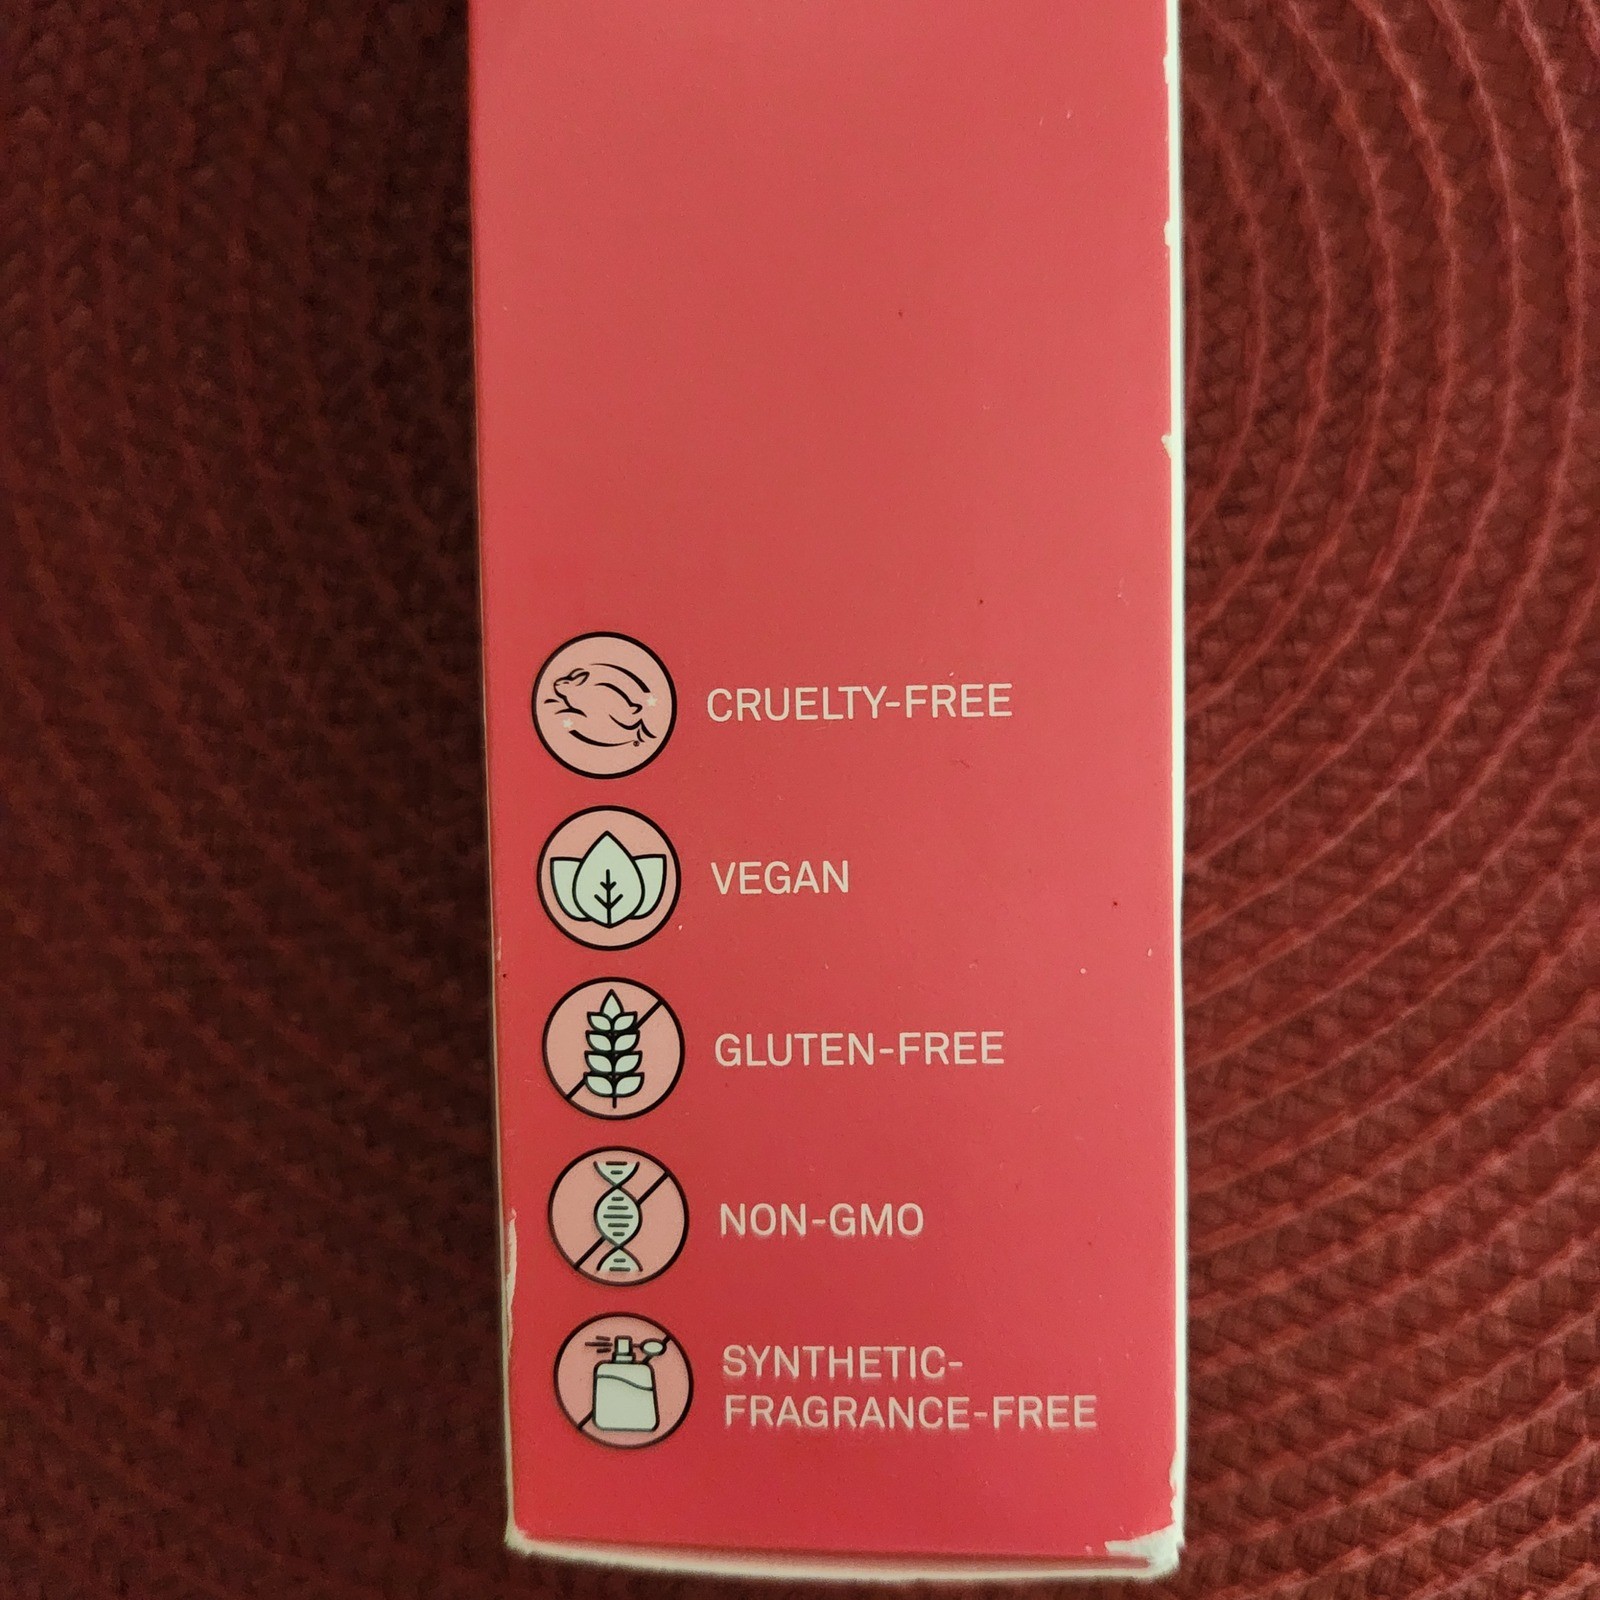 CRUELTY-FREE
VEGAN
GLUTEN-FREE
NON-GMO
SYNTHETIC-
FRAGRANCE-FREE